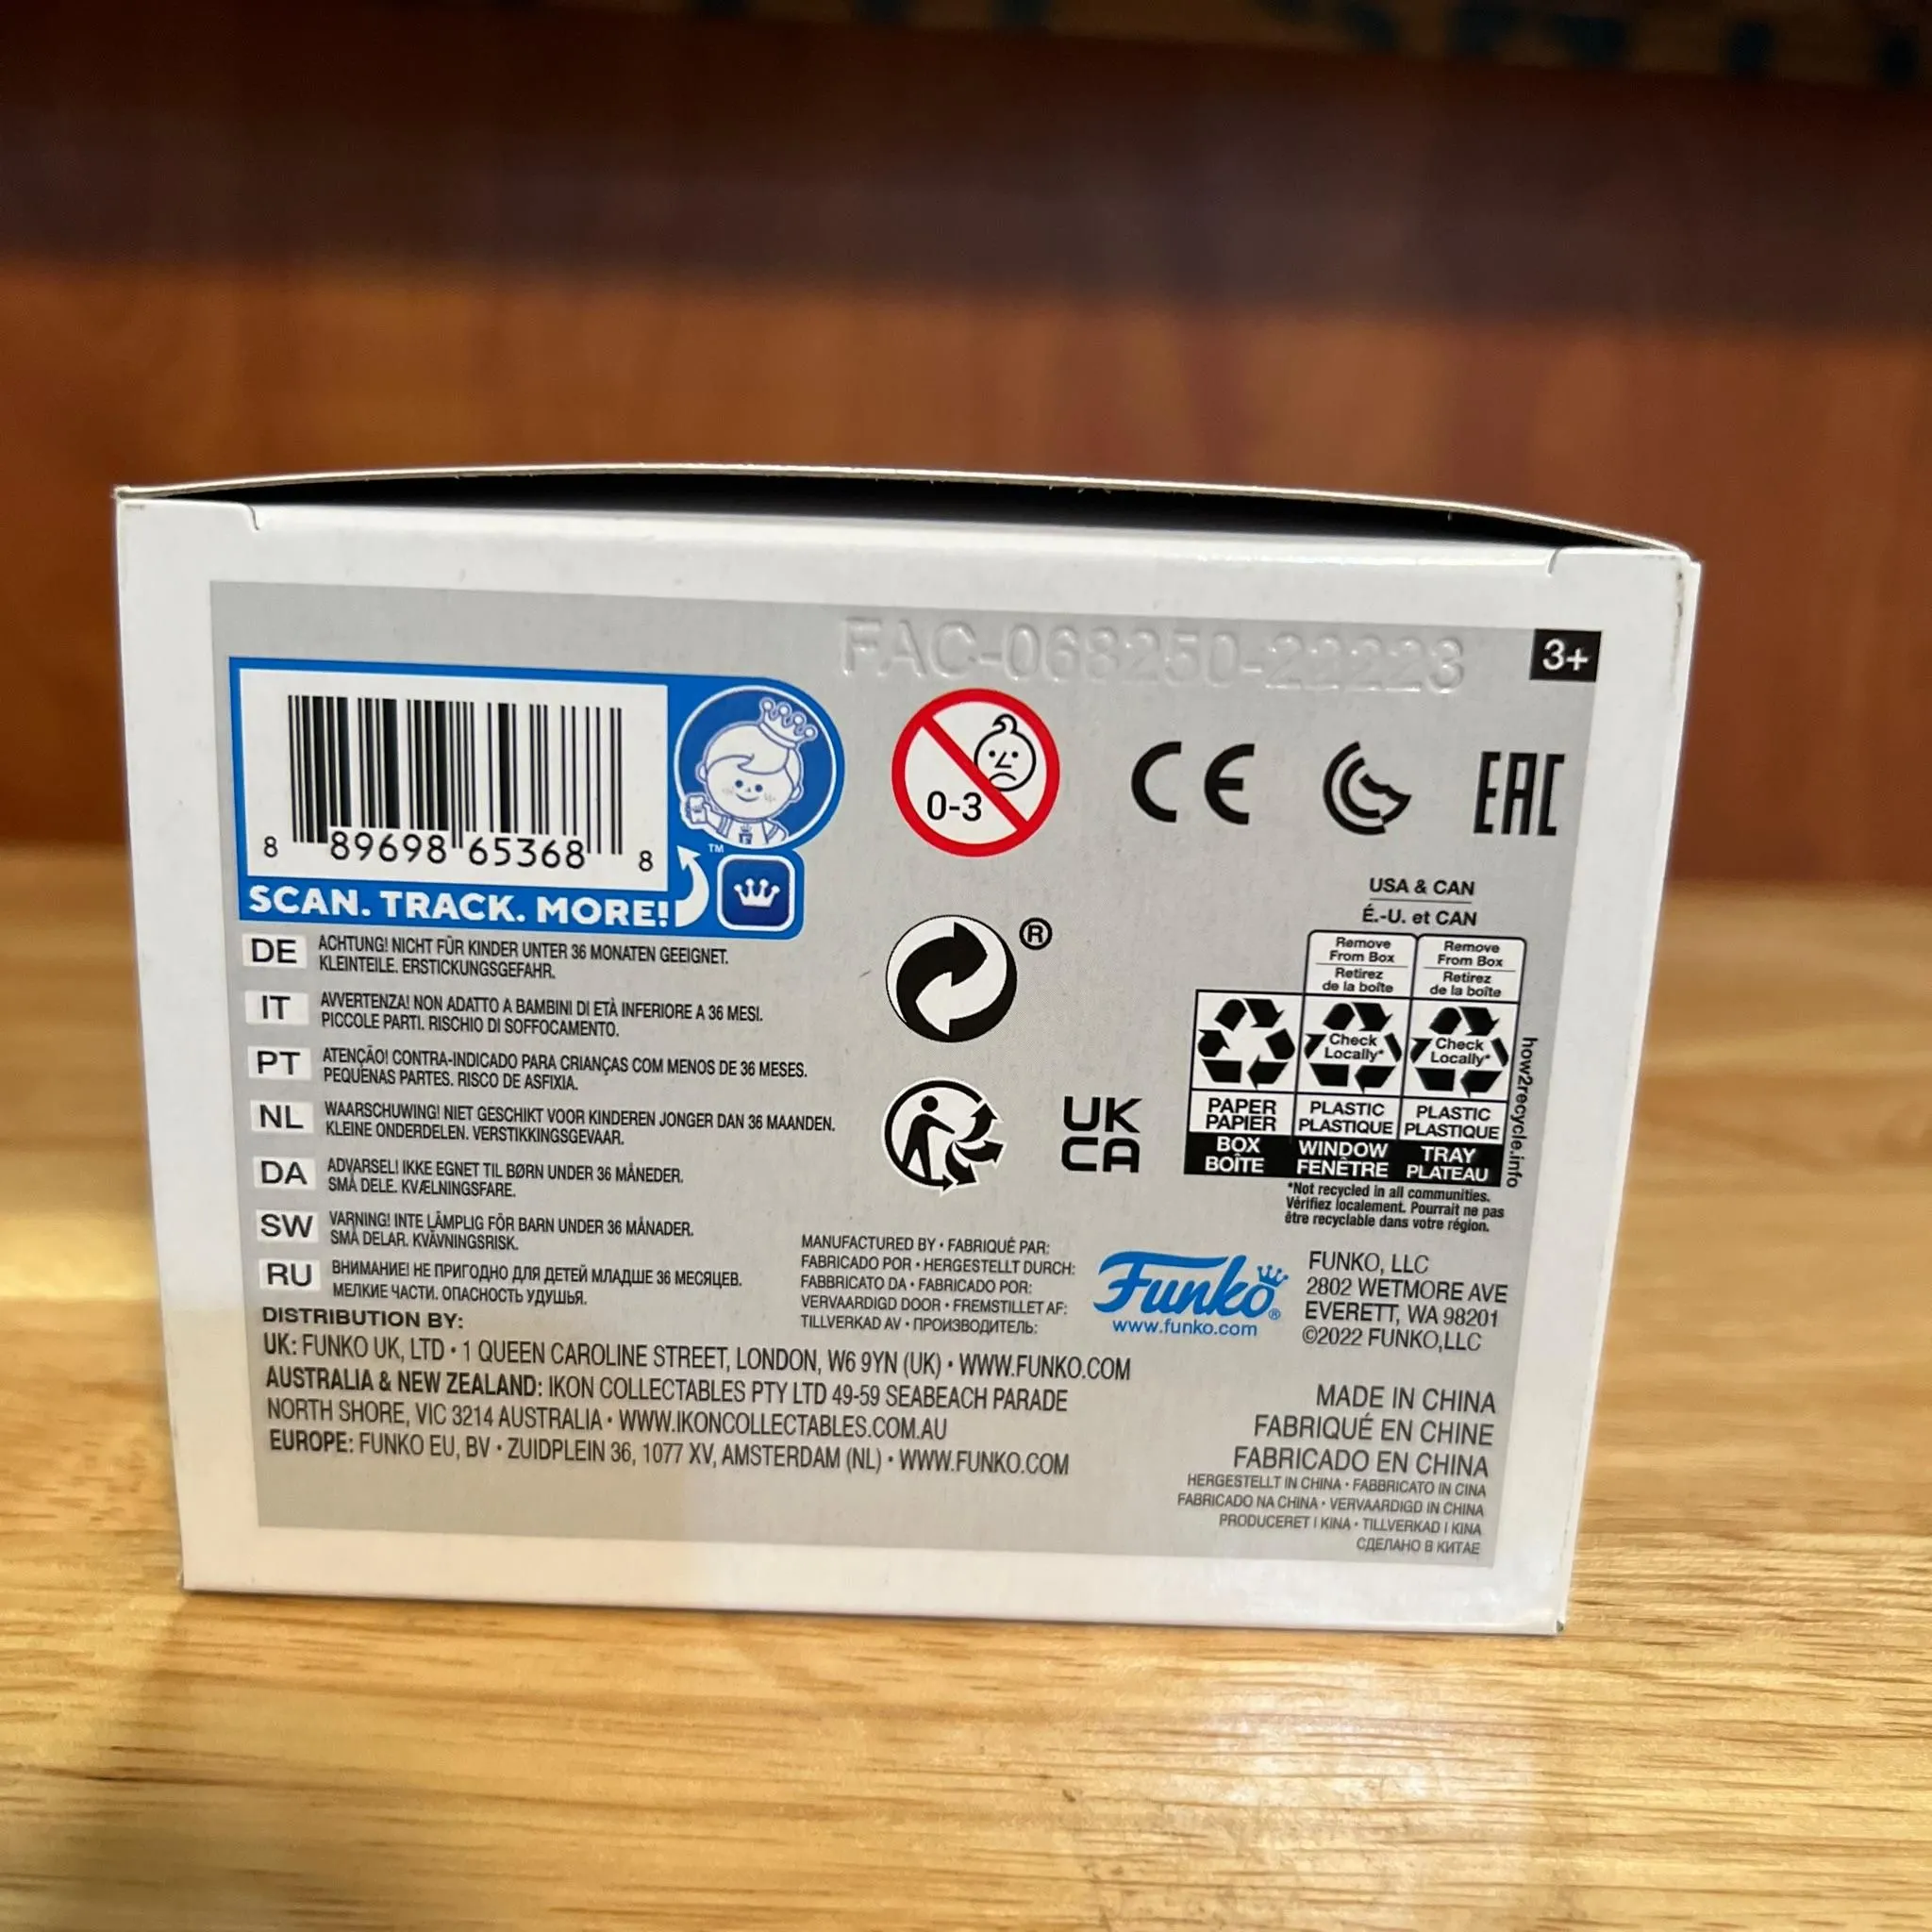 FAC-068250-22223
3+
8 89698 65368 8
TM
SCAN. TRACK. MORE!
0-3
CE
EAC
DE ACHTUNG! NICHT FÜR KINDER UNTER 36 MONATEN GEEIGNET.
KLEINTEILE. ERSTICKUNGSGEFAHR.
IT AVVERTENZA! NON ADATTO A BAMBINI DI ETÀ INFERIORE A 36 MESI.
PICCOLE PARTI. RISCHIO DI SOFFOCAMENTO.
PT ATENÇÃO! CONTRA-INDICADO PARA CRIANÇAS COM MENOS DE 36 MESES.
PEQUENAS PARTES. RISCO DE ASFIXIA.
NL WAARSCHUWING! NIET GESCHIKT VOOR KINDEREN JONGER DAN 36 MAANDEN.
KLEINE ONDERDELEN. VERSTIKKINGSGEVAAR.
DA ADVARSEL! IKKE EGNET TIL BØRN UNDER 36 MÅNEDER.
SMÅ DELE. KVÆLNINGSFARE.
SW VARNING! INTE LÄMPLIG FÖR BARN UNDER 36 MÅNADER.
SMÅ DELAR. KVÄVNINGSRISK.
RU ВНИМАНИЕ! НЕ ПРИГОДНО ДЛЯ ДЕТЕЙ МЛАДШЕ 36 МЕСЯЦЕВ.
МЕЛКИЕ ЧАСТИ. ОПАСНОСТЬ УДУШЬЯ.
®
UK
CA
USA & CAN
É.-U. et CAN
Remove
From Box
Retirez
de la boîte
Remove
From Box
Retirez
de la boîte
Check
Locally*
Check
Locally*
PAPER
PAPIER
BOX
BOÎTE
PLASTIC
PLASTIQUE
WINDOW
FENÊTRE
PLASTIC
PLASTIQUE
TRAY
PLATEAU
how2recycle.info
*Not recycled in all communities.
Vérifiez localement. Pourrait ne pas
être recyclable dans votre région.
MANUFACTURED BY • FABRIQUÉ PAR:
FABRICADO POR • HERGESTELLT DURCH:
FABBRICATO DA • FABRICADO POR:
VERVAARDIGD DOOR • FREMSTILLET AF:
TILLVERKAD AV • ПРОИЗВОДИТЕЛЬ:
Funko®
www.funko.com
FUNKO, LLC
2802 WETMORE AVE
EVERETT, WA 98201
©2022 FUNKO,LLC
DISTRIBUTION BY:
UK: FUNKO UK, LTD • 1 QUEEN CAROLINE STREET, LONDON, W6 9YN (UK) • WWW.FUNKO.COM
AUSTRALIA & NEW ZEALAND: IKON COLLECTABLES PTY LTD 49-59 SEABEACH PARADE
NORTH SHORE, VIC 3214 AUSTRALIA • WWW.IKONCOLLECTABLES.COM.AU
EUROPE: FUNKO EU, BV • ZUIDPLEIN 36, 1077 XV, AMSTERDAM (NL) • WWW.FUNKO.COM
MADE IN CHINA
FABRIQUÉ EN CHINE
FABRICADO EN CHINA
HERGESTELLT IN CHINA • FABBRICATO IN CINA
FABRICADO NA CHINA • VERVAARDIGD IN CHINA
PRODUCERET I KINA • TILLVERKAD I KINA
СДЕЛАНО В КИТАЕ